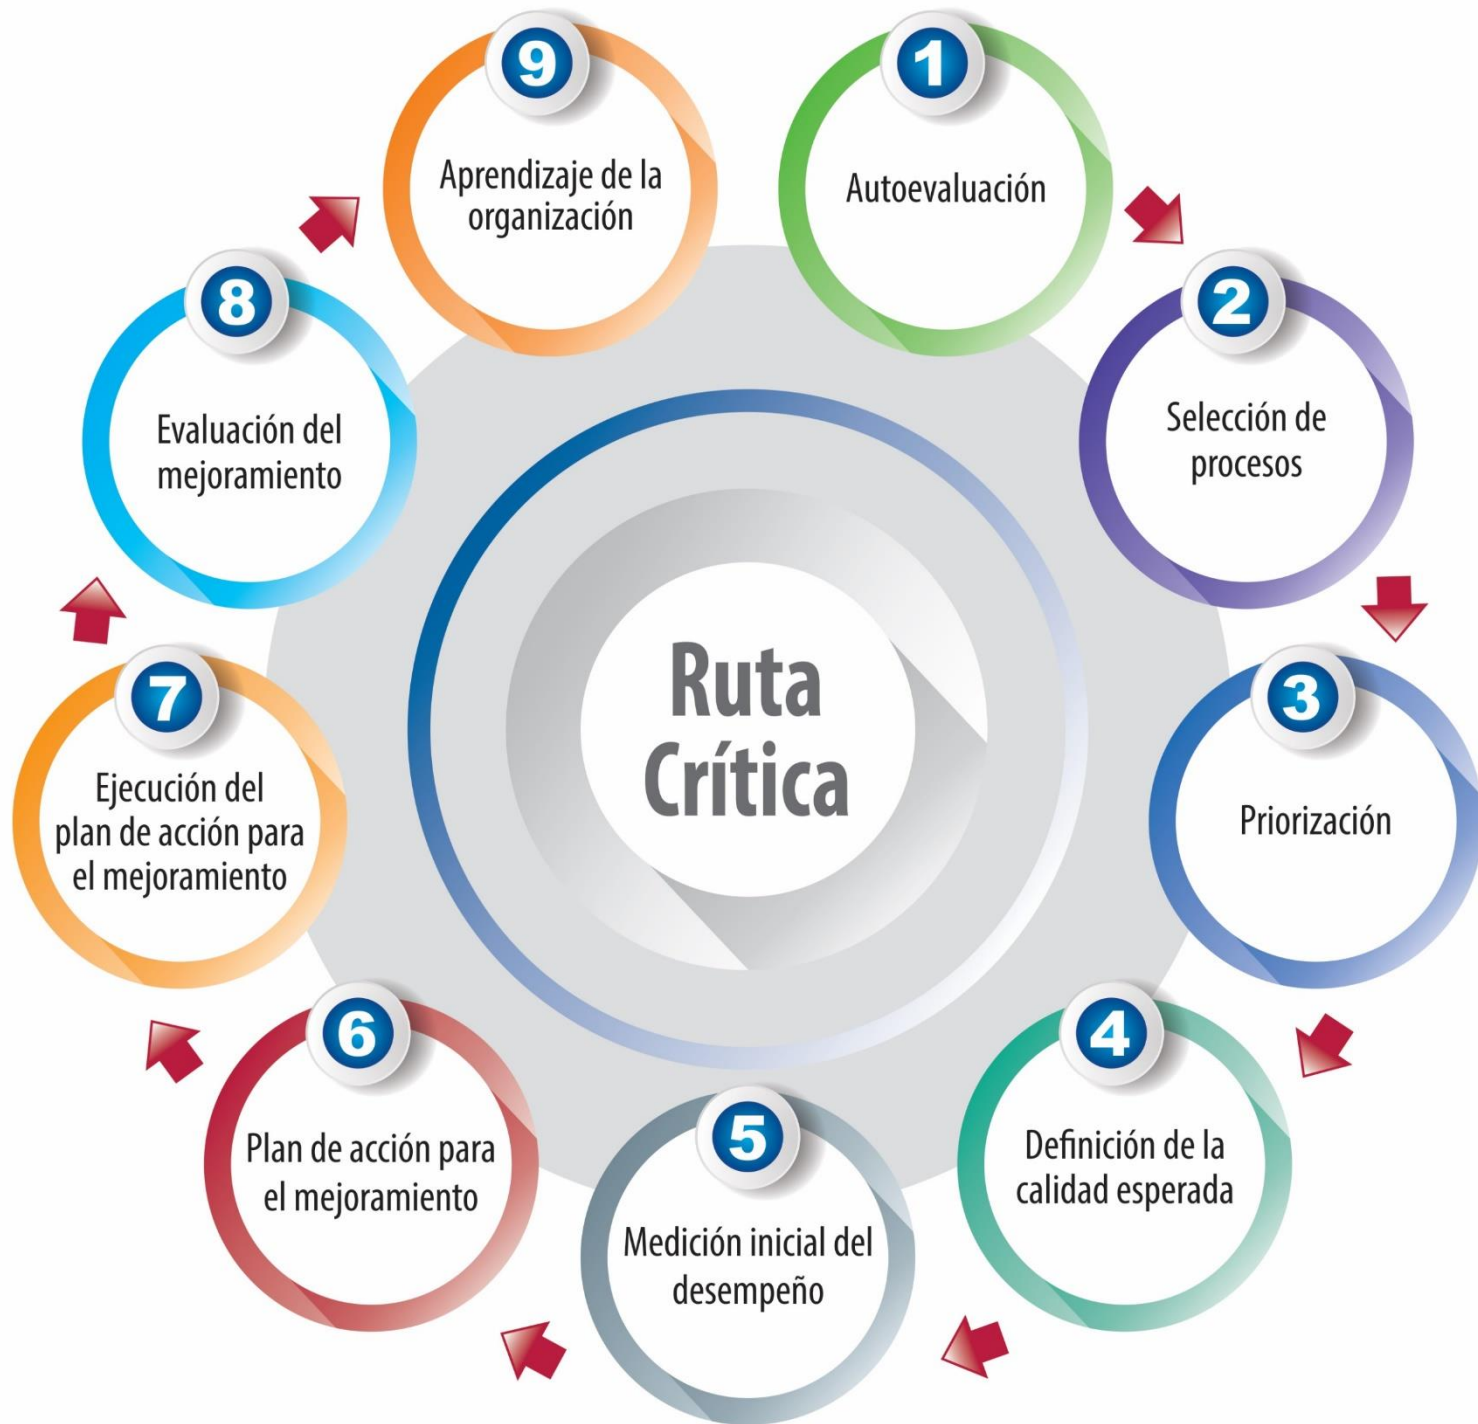 Ruta
Crítica
1
Autoevaluación
2
Selección de
procesos
3
Priorización
4
Definición de la
calidad esperada
5
Medición inicial del
desempeño
6
Plan de acción para
el mejoramiento
7
Ejecución del
plan de acción para
el mejoramiento
8
Evaluación del
mejoramiento
9
Aprendizaje de la
organización